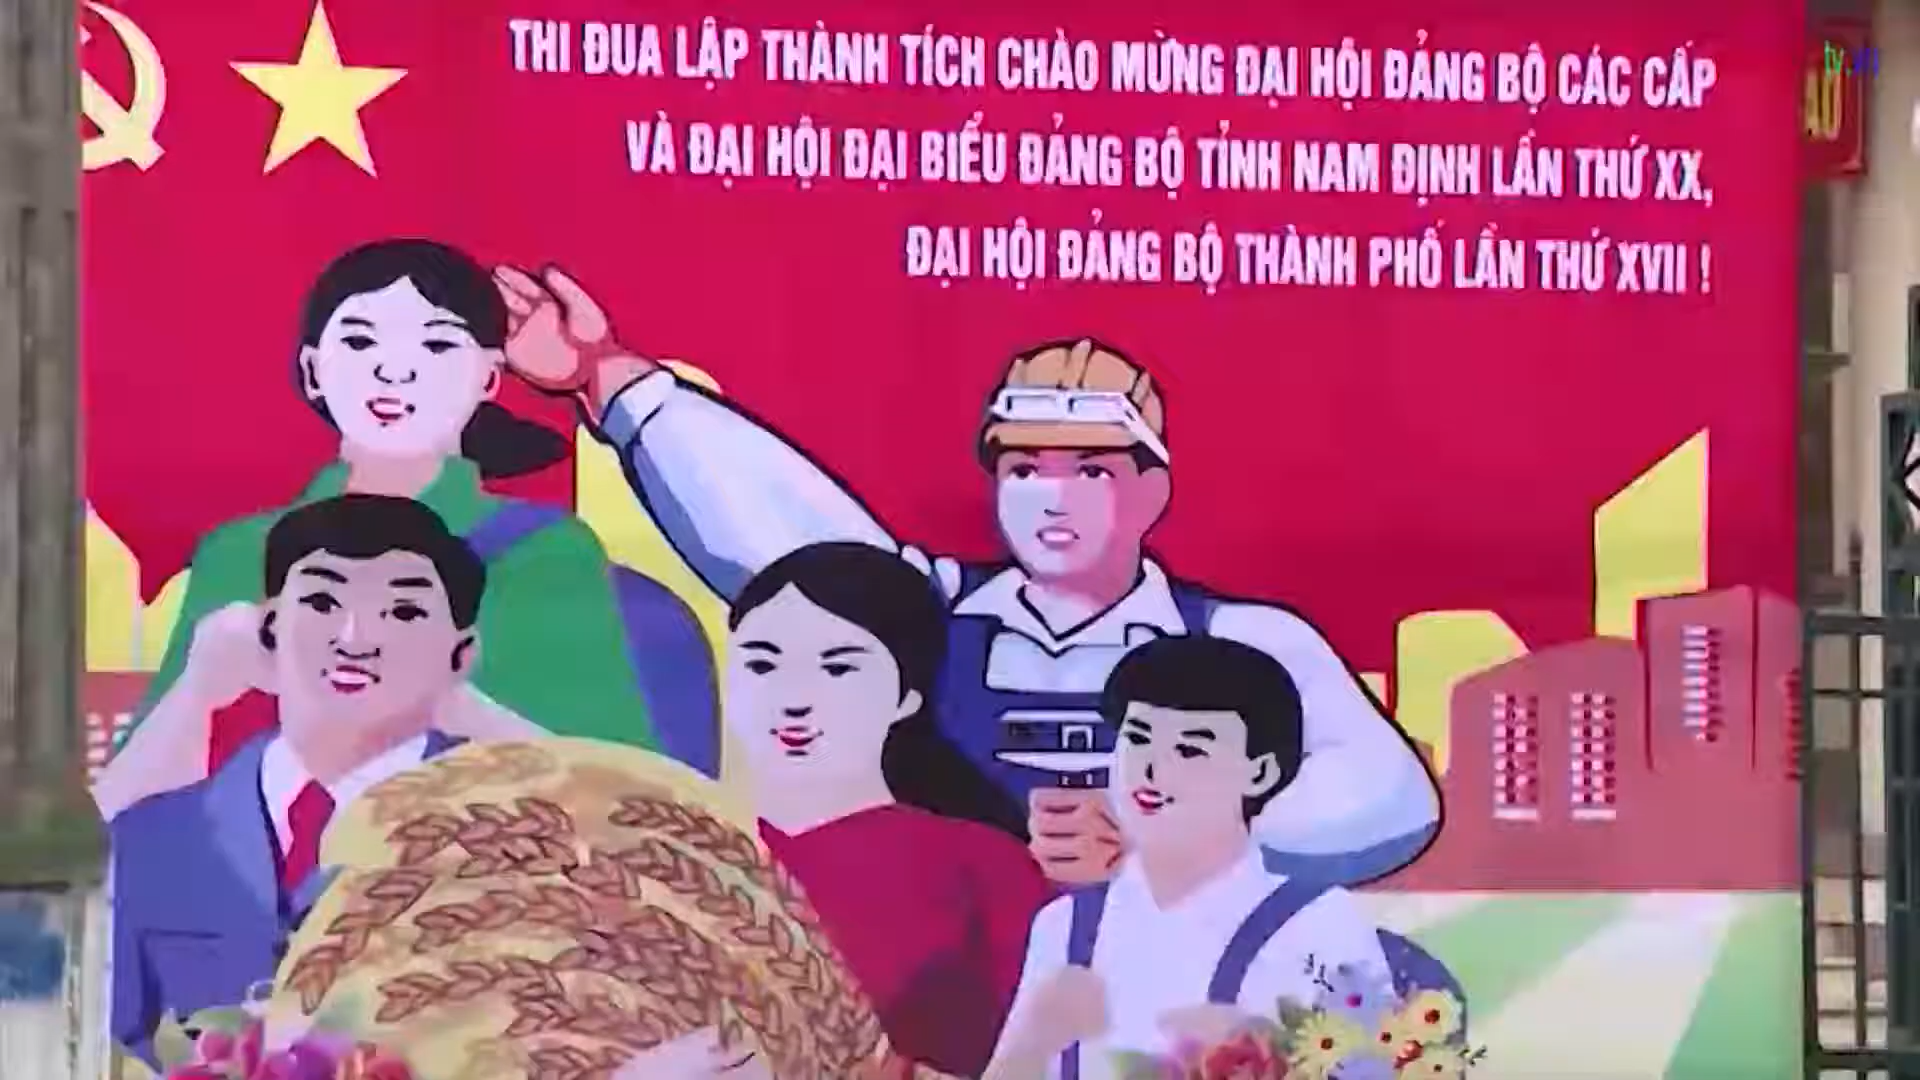 THI ĐUA LẬP THÀNH TÍCH CHÀO MỪNG ĐẠI HỘI ĐẢNG BỘ CÁC CẤP
VÀ ĐẠI HỘI ĐẠI BIỂU ĐẢNG BỘ TỈNH NAM ĐỊNH LẦN THỨ XX,
ĐẠI HỘI ĐẢNG BỘ THÀNH PHỐ LẦN THỨ XVII !